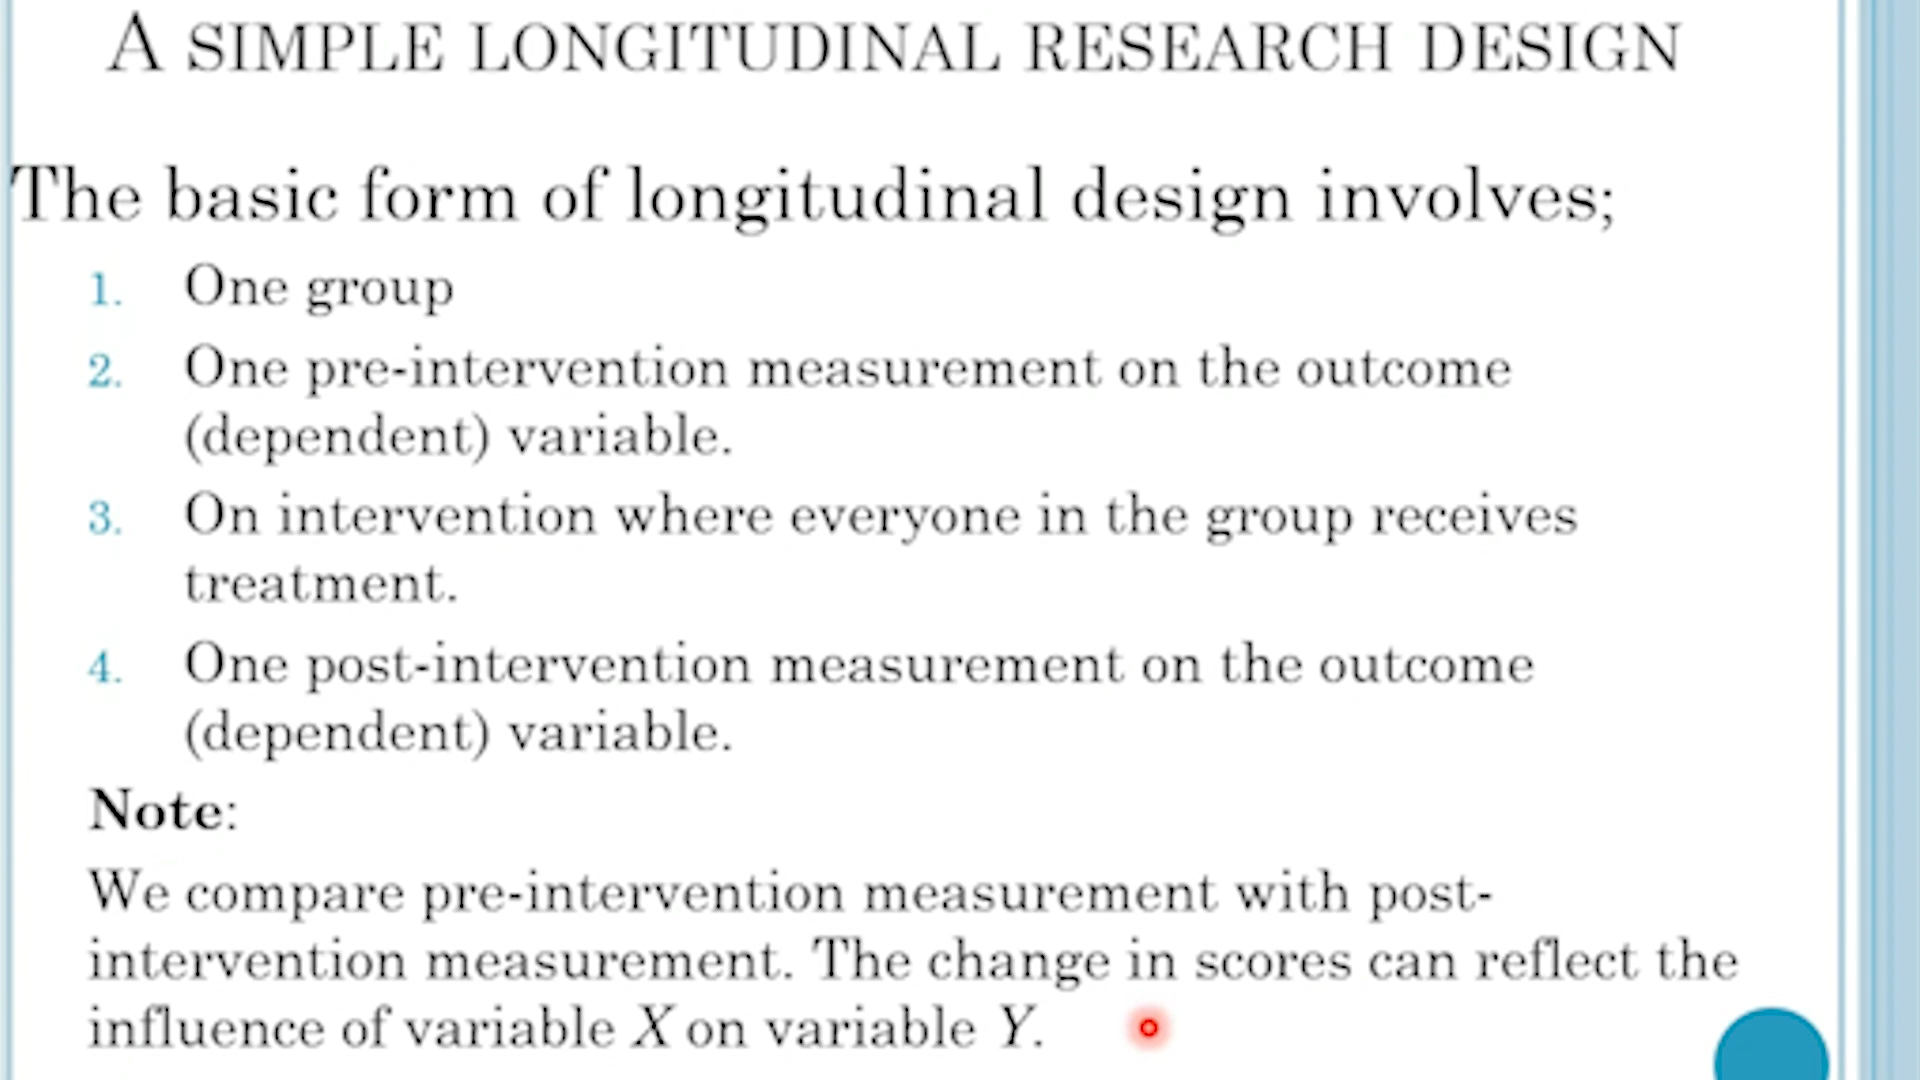 A SIMPLE LONGITUDINAL RESEARCH DESIGN
The basic form of longitudinal design involves;
1. One group
2. One pre-intervention measurement on the outcome
(dependent) variable.
3. On intervention where everyone in the group receives
treatment.
4. One post-intervention measurement on the outcome
(dependent) variable.
Note:
We compare pre-intervention measurement with post-
intervention measurement. The change in scores can reflect the
influence of variable X on variable Y.